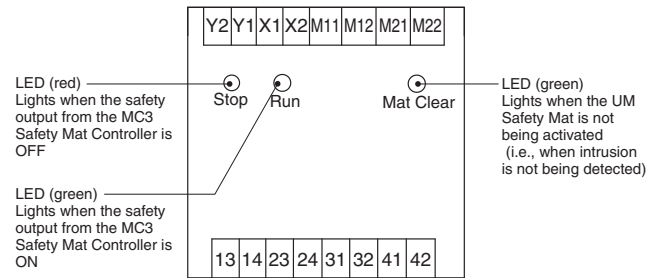 Y2 Y1 X1 X2 M11 M12 M21 M22
LED (red)
Lights when the safety
output from the MC3
Safety Mat Controller is
OFF
Stop
Run
Mat Clear
LED (green)
Lights when the UM
Safety Mat is not
being activated
(i.e., when intrusion
is not being detected)
LED (green)
Lights when the safety
output from the MC3
Safety Mat Controller is
ON
13 14 23 24 31 32 41 42